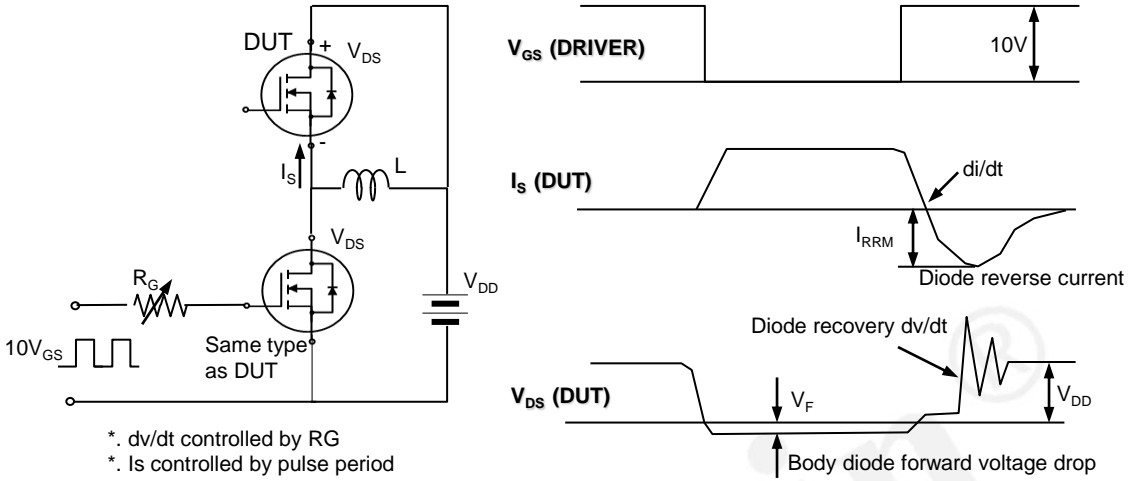 DUT
+
V_DS
-
I_S
L
V_DS
R_G
V_DD
10V_GS
Same type
as DUT
*. dv/dt controlled by RG
*. Is controlled by pulse period
V_GS (DRIVER)
10V
I_S (DUT)
di/dt
I_RRM
Diode reverse current
Diode recovery dv/dt
V_DS (DUT)
V_F
V_DD
Body diode forward voltage drop